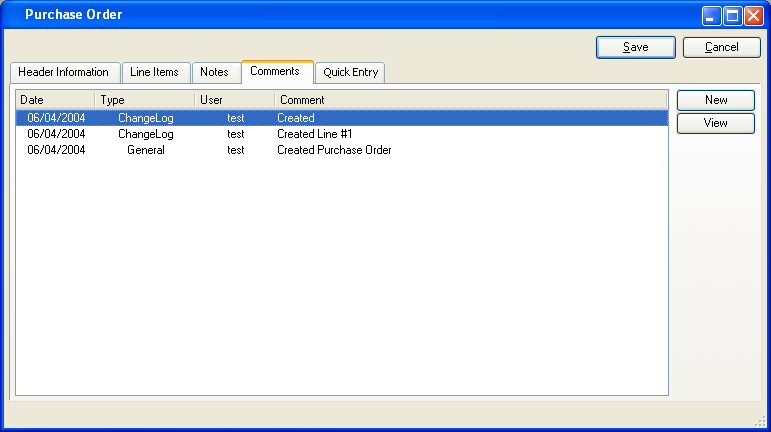 Purchase Order
Save Cancel
Header Information Line Items Notes Comments Quick Entry
Date Type User Comment New
06/04/2004 ChangeLog test Created
06/04/2004 ChangeLog test Created Line #1 View
06/04/2004 General test Created Purchase Order